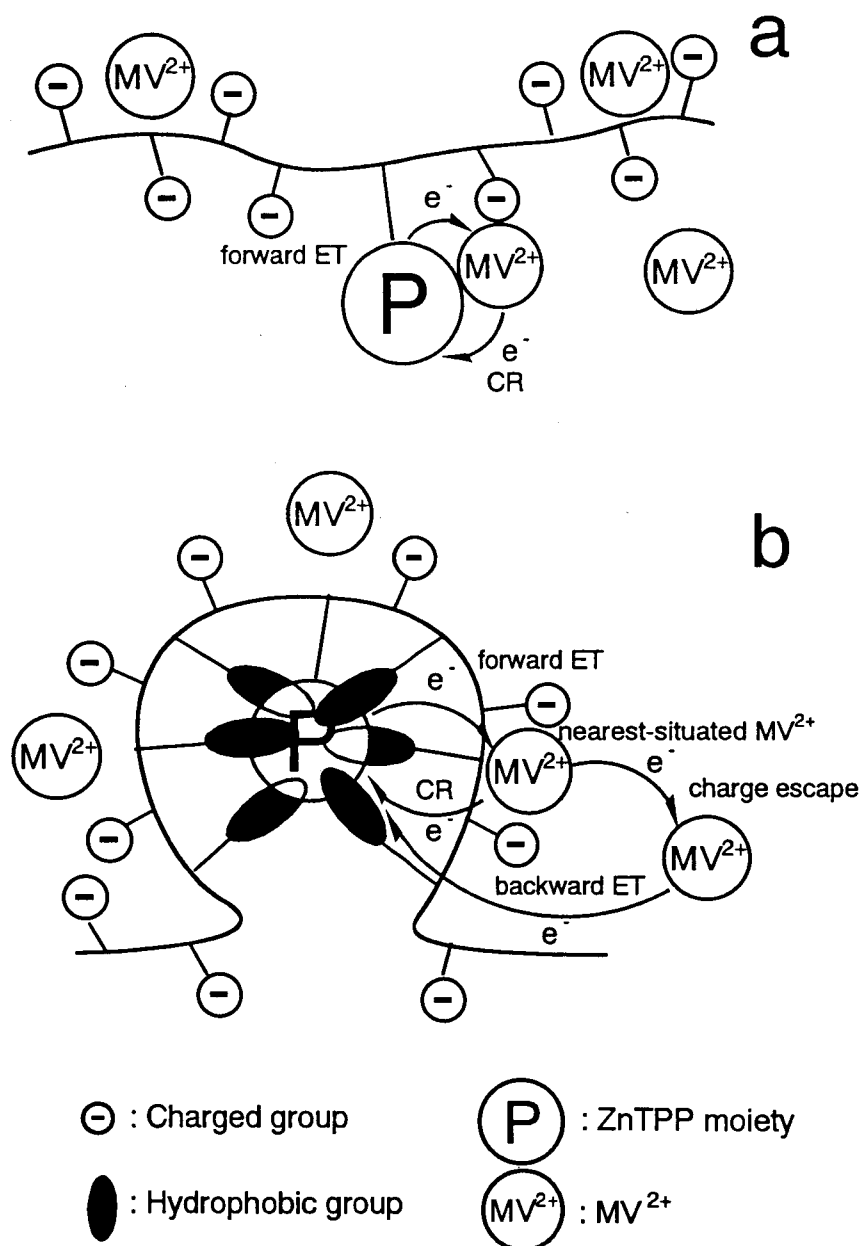 a
MV²⁺
MV²⁺
−
−
−
−
−
−
−
−
e⁻
forward ET
P
MV²⁺
MV²⁺
e⁻
CR
b
MV²⁺
−
−
−
forward ET
e⁻
−
P
nearest-situated MV²⁺
MV²⁺
MV²⁺
e⁻
CR
charge escape
e⁻
−
−
MV²⁺
backward ET
−
e⁻
−
−
− : Charged group
P : ZnTPP moiety
: Hydrophobic group
MV²⁺ : MV²⁺